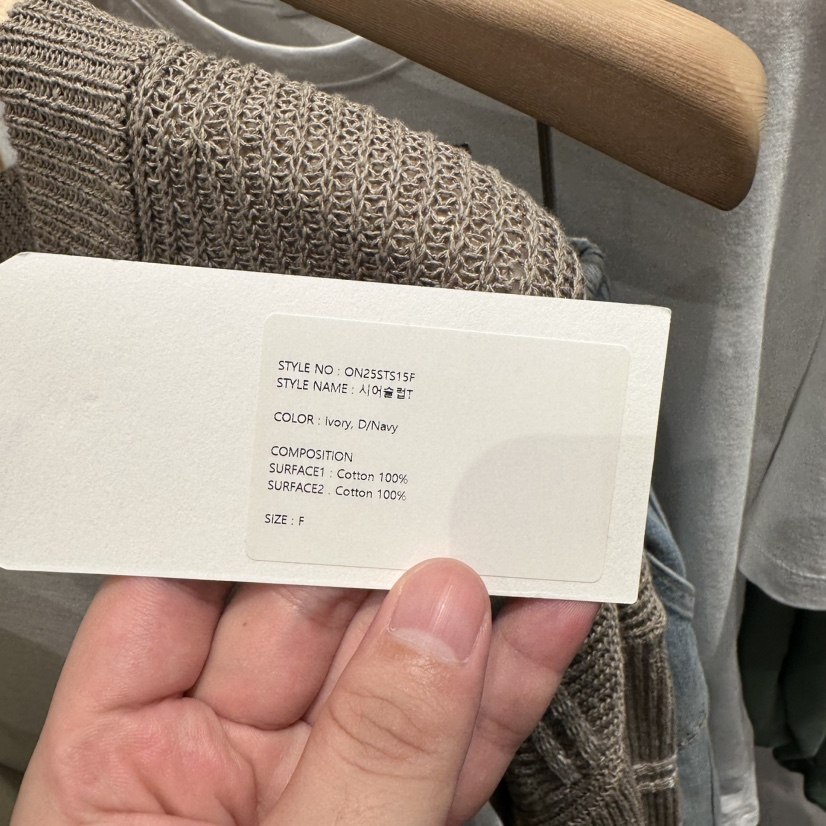 STYLE NO : ON25STS15F
STYLE NAME : 시어슬럽T
COLOR : Ivory, D/Navy
COMPOSITION
SURFACE1 : Cotton 100%
SURFACE2 : Cotton 100%
SIZE : F